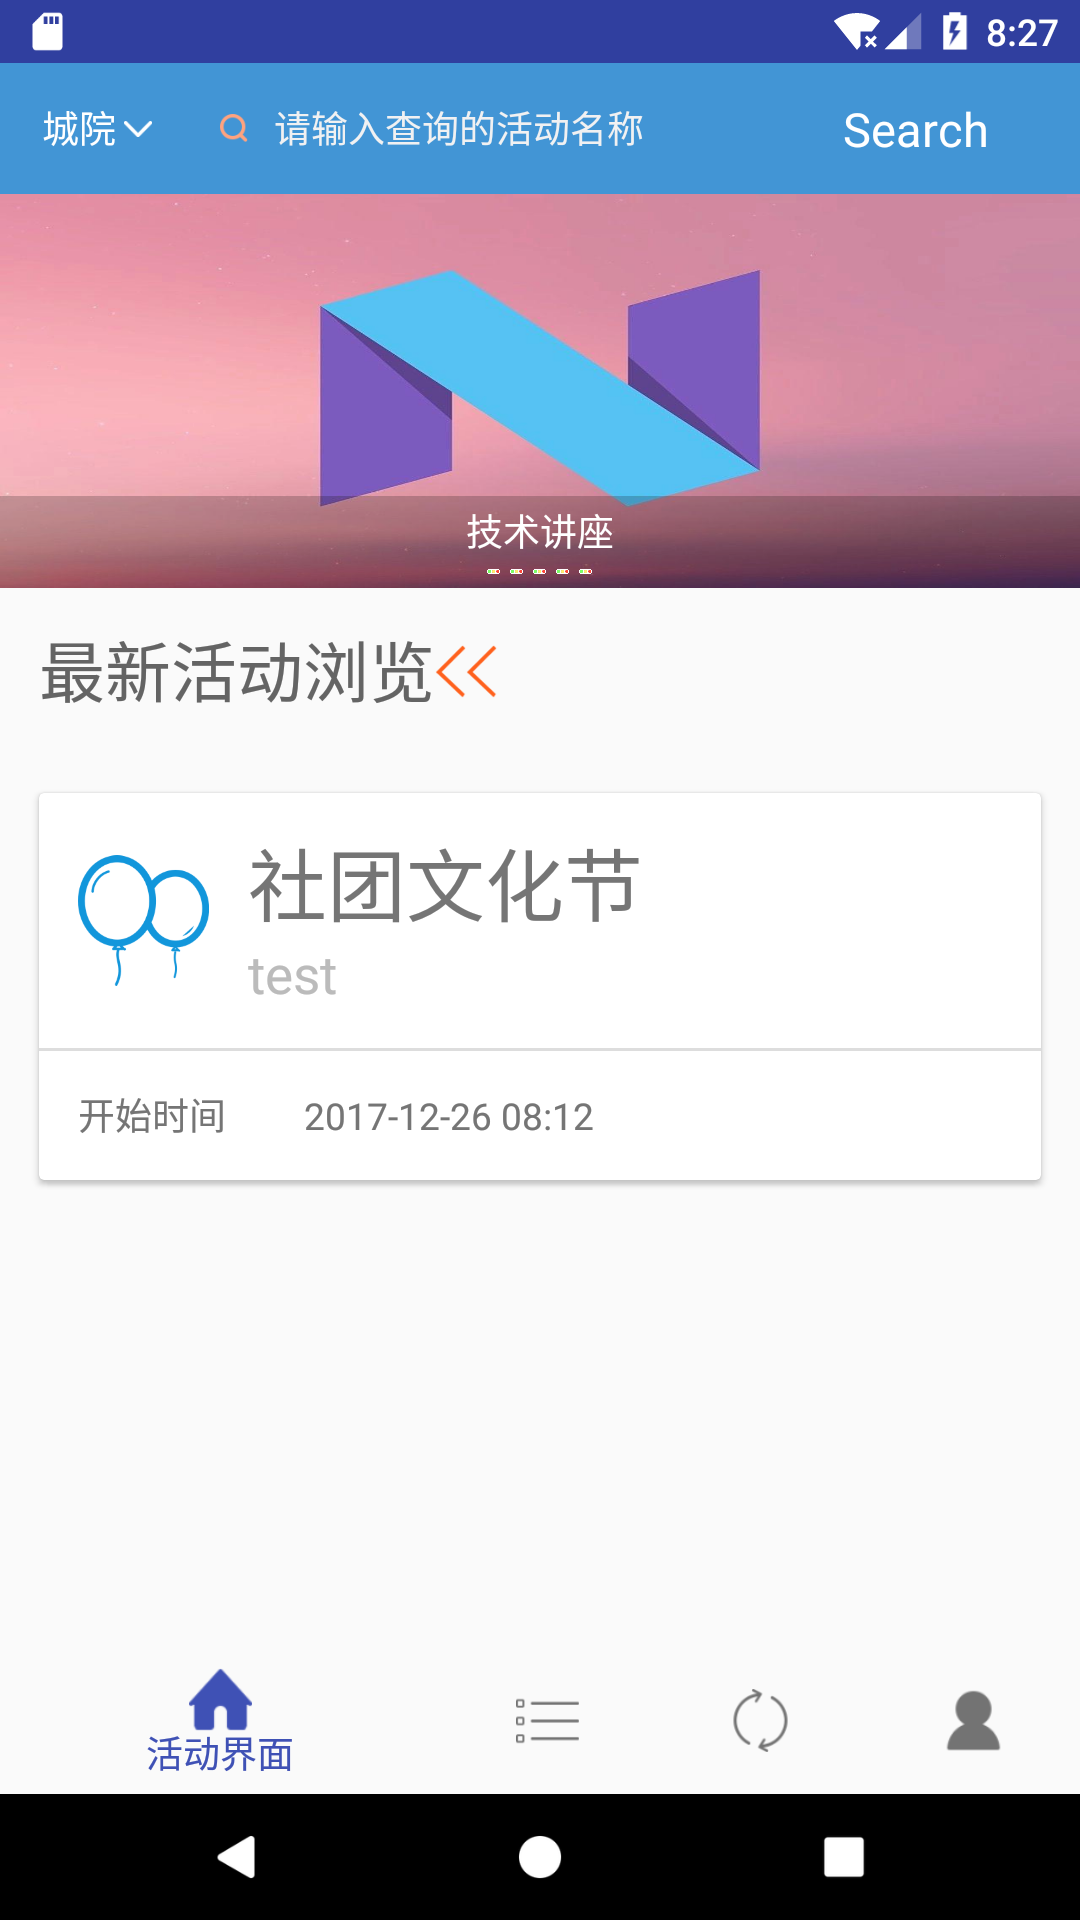 8:27
城院 请输入查询的活动名称 Search
技术讲座
最新活动浏览
社团文化节
test
开始时间 2017-12-26 08:12
活动界面